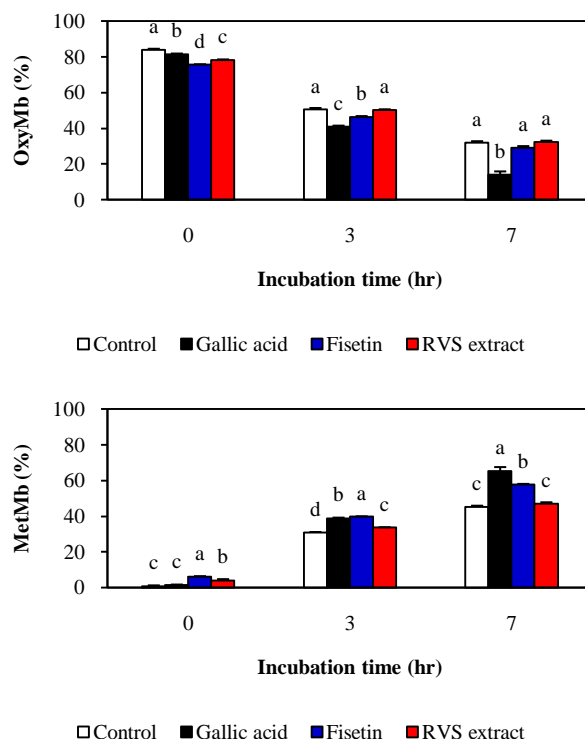 100
a b d c
80
60
a c b a
40
a b a a
20
0
OxyMb (%)
0 3 7
Incubation time (hr)
Control Gallic acid Fisetin RVS extract
100
80
a
60
b
d b a c
c c
40
20
c c a b
0
MetMb (%)
0 3 7
Incubation time (hr)
Control Gallic acid Fisetin RVS extract